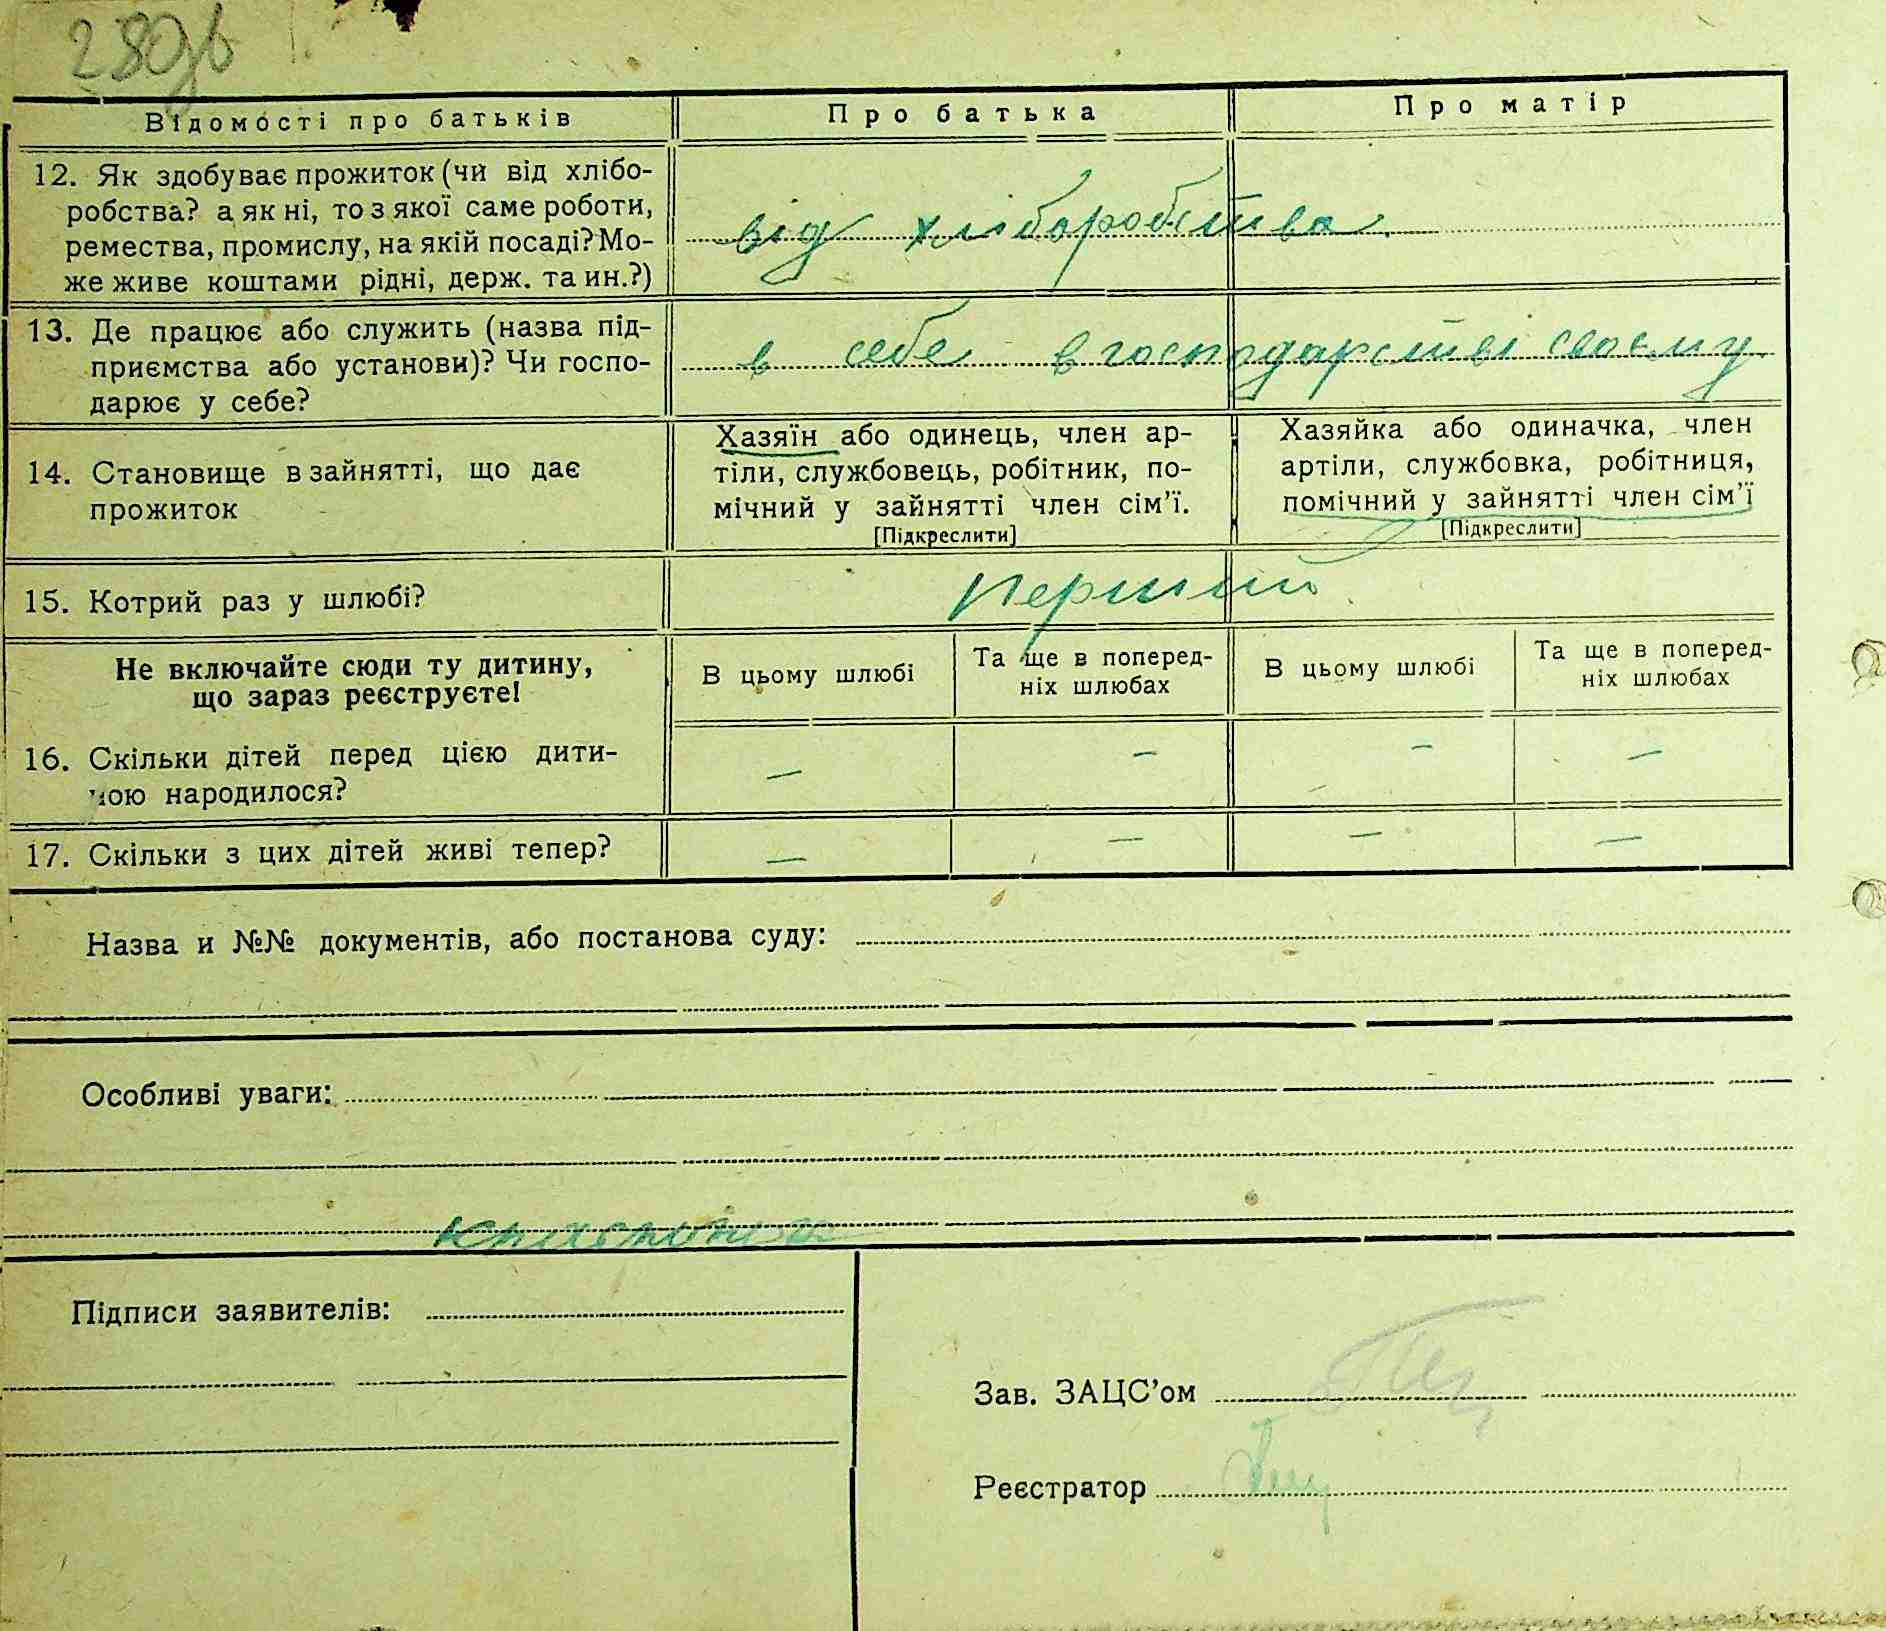 280зв
Відомості про батьків
Про батька
Про матір
12. Як здобуває прожиток (чи від хлібо-
робства? а як ні, то з якої саме роботи,
ремества, промислу, на якій посаді? Мо-
же живе коштами рідні, держ. та ин.?)
від хліборобства.
13. Де працює або служить (назва під-
приємства або установи)? Чи госпо-
дарює у себе?
в себе в господарстві своєму
14. Становище в зайнятті, що дає
прожиток
Хазяїн або одинець, член ар-
тіли, службовець, робітник, по-
мічний у зайнятті член сім'ї.
[Підкреслити]
Хазяйка або одиначка, член
артіли, службовка, робітниця,
помічний у зайнятті член сім'ї
[Підкреслити]
15. Котрий раз у шлюбі?
перший
Не включайте сюди ту дитину,
що зараз реєструєте!
В цьому шлюбі
Та ще в поперед-
ніх шлюбах
В цьому шлюбі
Та ще в поперед-
ніх шлюбах
16. Скільки дітей перед цією дити-
ною народилося?
— — — —
17. Скільки з цих дітей живі тепер?
— — — —
Назва и №№ документів, або постанова суду:
Особливі уваги:
Підписи заявителів:
Зав. ЗАЦС'ом
Реєстратор